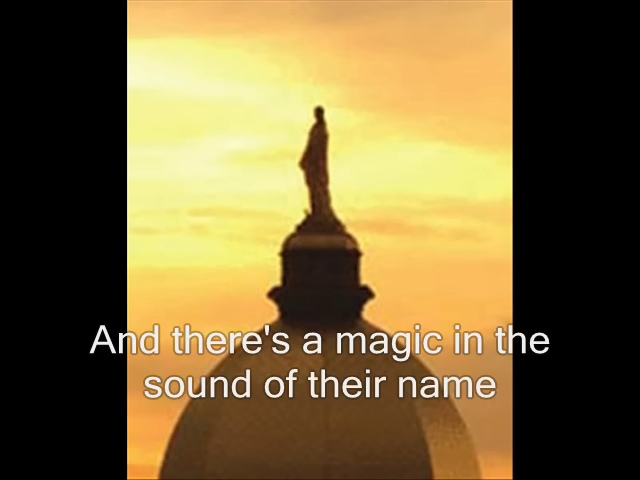 And there's a magic in the
sound of their name